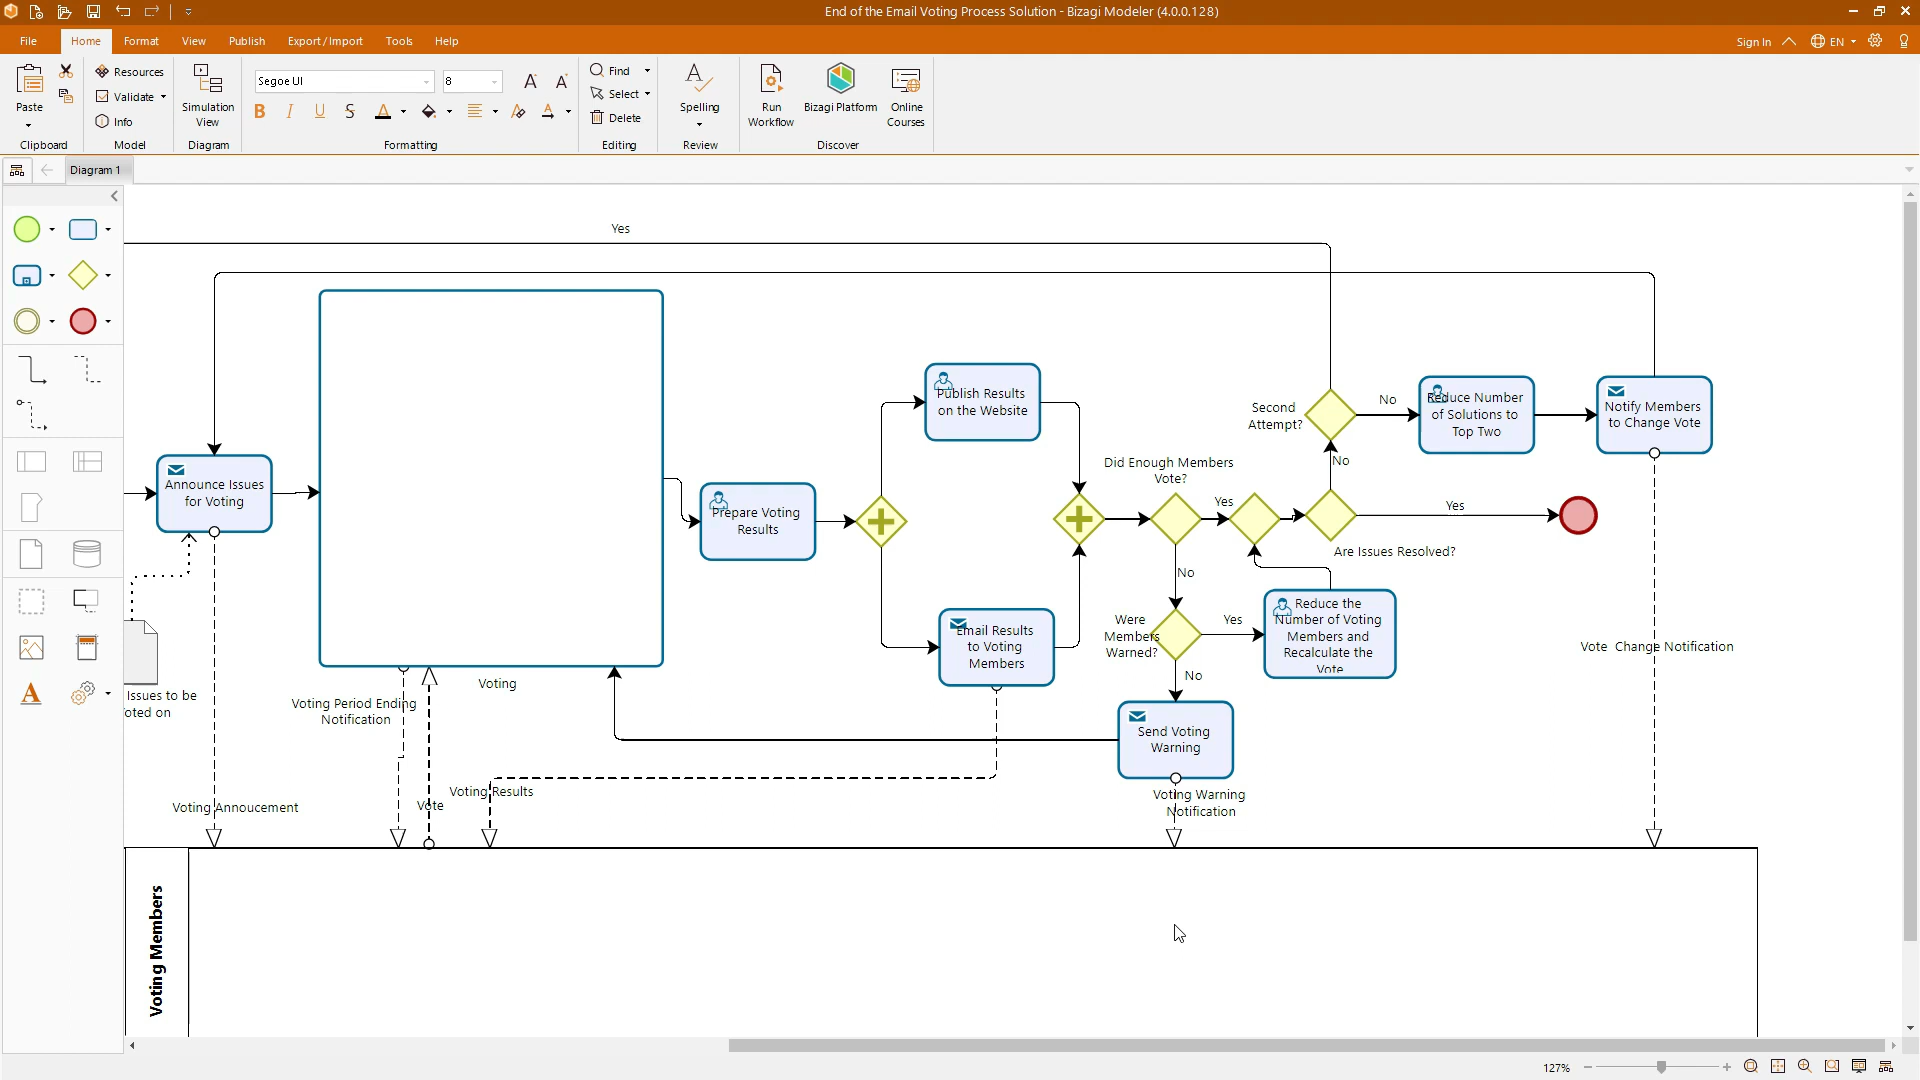 End of the Email Voting Process Solution - Bizagi Modeler (4.0.0.128)
File
Home
Format
View
Publish
Export/Import
Tools
Help
Sign In
EN
Paste
Clipboard
Resources
Validate
Info
Model
Simulation
View
Diagram
Segoe UI
8
B I U S
Formatting
Find
Select
Delete
Editing
Spelling
Review
Run
Workflow
Bizagi Platform
Online
Courses
Discover
Diagram 1
Yes
Announce Issues
for Voting
Issues to be
oted on
Voting Annoucement
Voting Period Ending
Notification
Voting
Vote
Voting Results
Prepare Voting
Results
Publish Results
on the Website
Email Results
to Voting
Members
Did Enough Members
Vote?
Yes
No
Were
Members
Warned?
Yes
No
Send Voting
Warning
Voting Warning
Notification
Reduce the
Number of Voting
Members and
Recalculate the
Vote
Are Issues Resolved?
Yes
No
Second
Attempt?
No
Reduce Number
of Solutions to
Top Two
Notify Members
to Change Vote
Vote Change Notification
Voting Members
127%